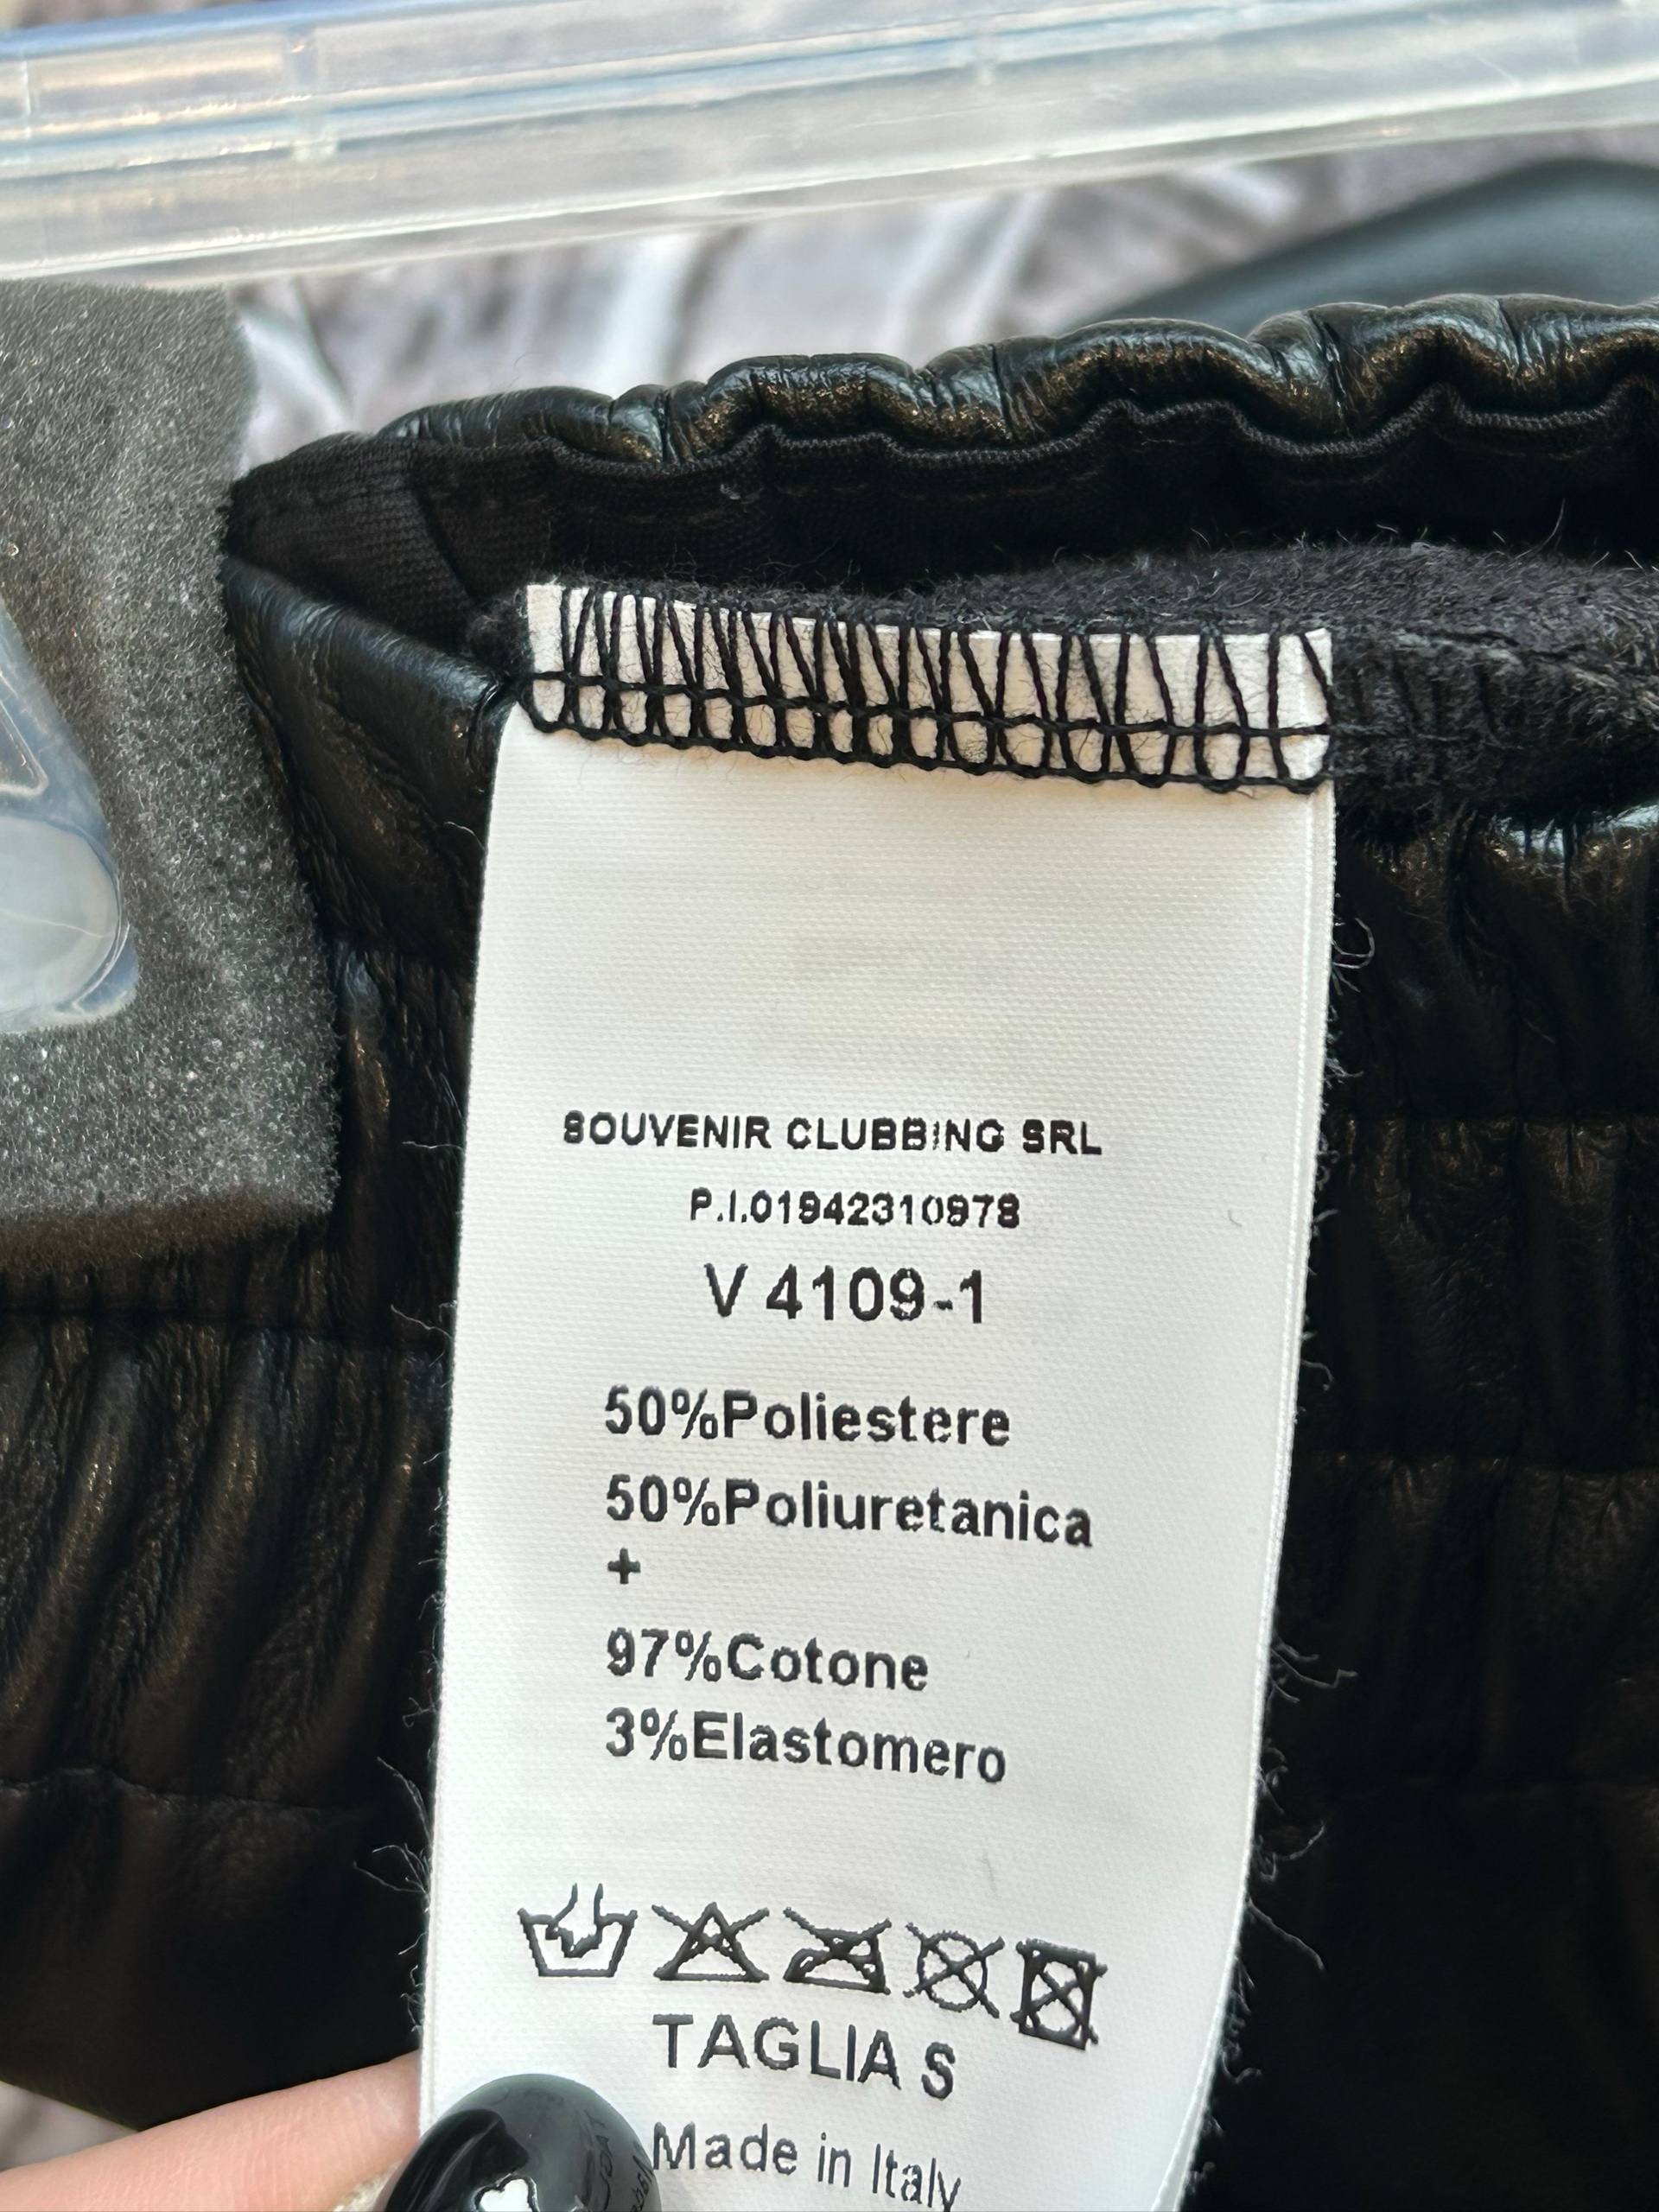 SOUVENIR CLUBBING SRL
P.I.01942310978
V 4109-1
50%Poliestere
50%Poliuretanica
+
97%Cotone
3%Elastomero
TAGLIA S
Made in Italy